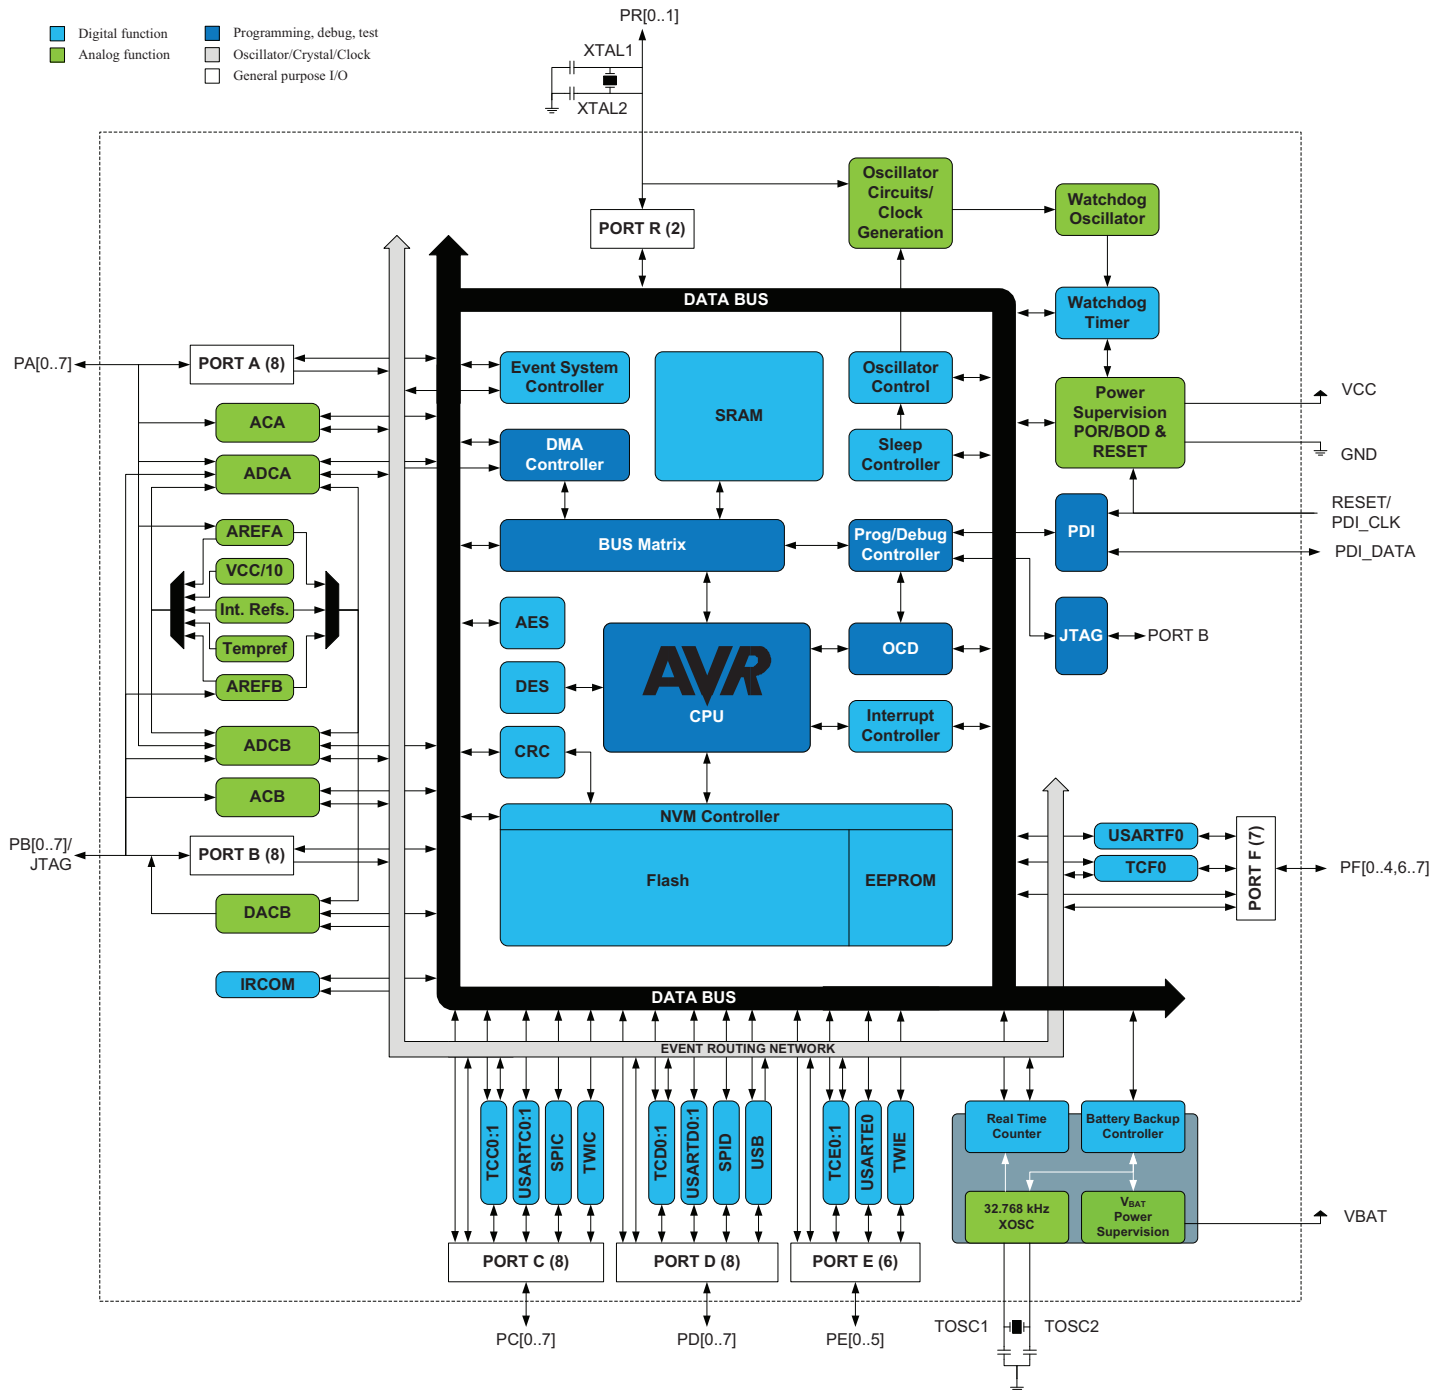 PR[0..1]
Digital function
Analog function
Programming, debug, test
Oscillator/Crystal/Clock
General purpose I/O
XTAL1
XTAL2
Oscillator
Circuits/
Clock
Generation
Watchdog
Oscillator
PORT R (2)
DATA BUS
Watchdog
Timer
PA[0..7]
PORT A (8)
Event System
Controller
SRAM
Oscillator
Control
Power
Supervision
POR/BOD &
RESET
VCC
GND
ACA
DMA
Controller
Sleep
Controller
ADCA
RESET/
PDI_CLK
PDI_DATA
AREFA
BUS Matrix
Prog/Debug
Controller
PDI
VCC/10
Int. Refs.
Tempref
AREFB
AES
DES
CRC
AVR
CPU
OCD
JTAG
PORT B
Interrupt
Controller
ADCB
ACB
NVM Controller
Flash
EEPROM
PB[0..7]/
JTAG
PORT B (8)
DACB
IRCOM
USARTF0
TCF0
PORT F (7)
PF[0..4,6..7]
DATA BUS
EVENT ROUTING NETWORK
TCC0:1
USARTC0:1
SPIC
TWIC
TCD0:1
USARTD0:1
SPID
USB
TCE0:1
USARTE0
TWIE
Real Time
Counter
Battery Backup
Controller
32.768 kHz
XOSC
VBAT
Power
Supervision
VBAT
PORT C (8)
PORT D (8)
PORT E (6)
PC[0..7]
PD[0..7]
PE[0..5]
TOSC1
TOSC2